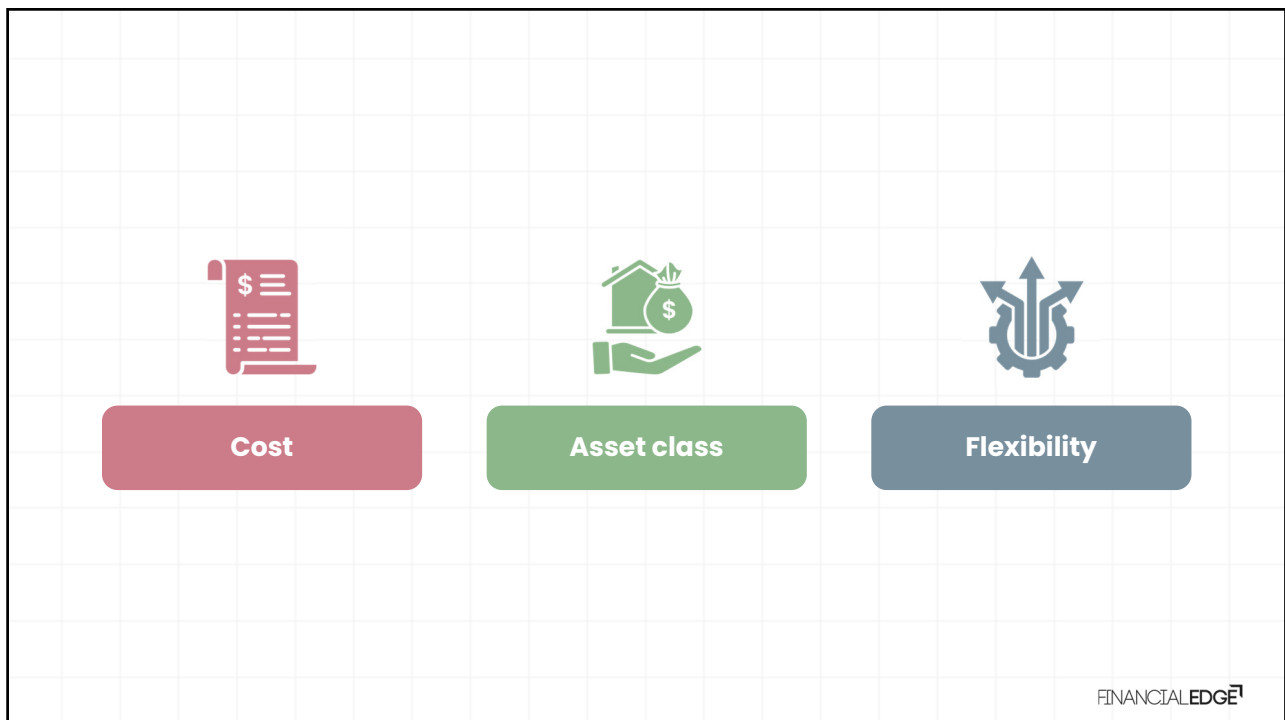 $
$
Cost
Asset class
Flexibility
FINANCIALEDGE